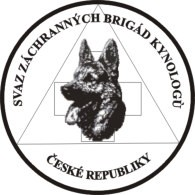 SVAZ ZÁCHRANNÝCH BRIGÁD KYNOLOGŮ
ČESKÉ REPUBLIKY